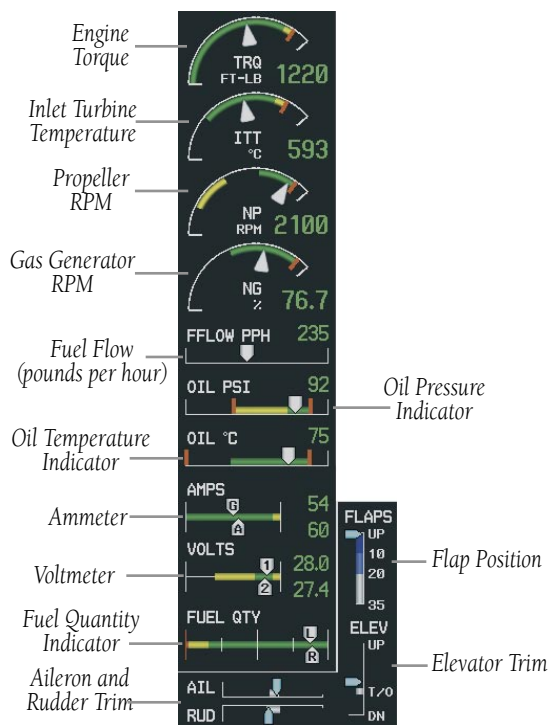 Engine
Torque
TRQ
FT-LB 1220
Inlet Turbine
Temperature
ITT
°C 593
Propeller
RPM
NP
RPM 2100
Gas Generator
RPM
NG
% 76.7
Fuel Flow
(pounds per hour)
FFLOW PPH 235
OIL PSI 92
Oil Pressure
Indicator
Oil Temperature
Indicator
OIL °C 75
Ammeter
AMPS
G 54
A 60
Voltmeter
VOLTS
1 28.0
2 27.4
Fuel Quantity
Indicator
FUEL QTY
L
R
Aileron and
Rudder Trim
AIL
RUD
FLAPS
UP
10
20
35
Flap Position
ELEV
UP
T/O
DN
Elevator Trim